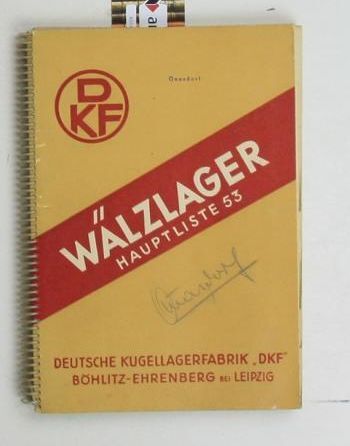 DKF
WÄLZLAGER
HAUPTLISTE 53
DEUTSCHE KUGELLAGERFABRIK „DKF"
BÖHLITZ-EHRENBERG BEI LEIPZIG